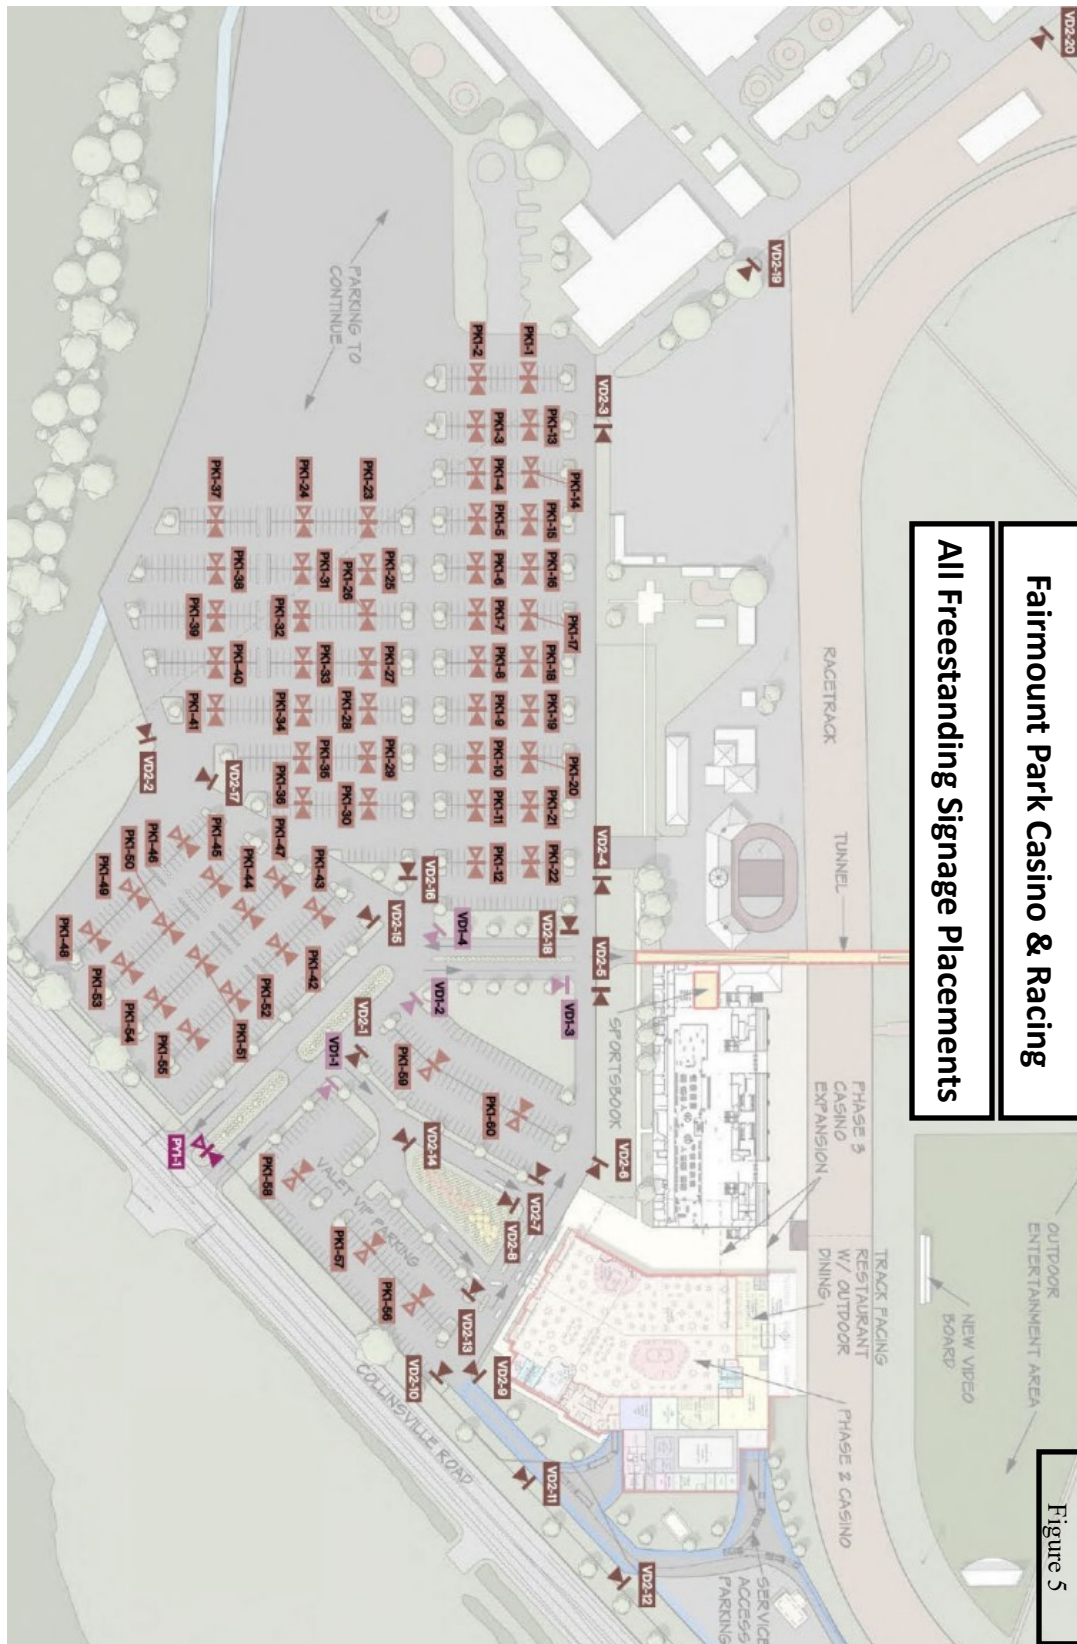 Fairmount Park Casino & Racing
All Freestanding Signage Placements
Figure 5
VD2-20
VD2-19
PARKING TO
CONTINUE
RACETRACK
TUNNEL
SPORTSBOOK
PHASE 3
CASINO
EXPANSION
TRACK FACING
RESTAURANT
W/ OUTDOOR
DINING
PHASE 2 CASINO
OUTDOOR
ENTERTAINMENT AREA
NEW VIDEO
BOARD
SERVICE
ACCESS
PARKING
COLLINSVILLE ROAD
VALET VIP PARKING
VD2-3
VD2-4
VD2-18
VD2-5
VD2-6
PK1-1
PK1-13
PK1-14
PK1-15
PK1-16
PK1-17
PK1-18
PK1-19
PK1-20
PK1-21
PK1-22
PK1-2
PK1-3
PK1-4
PK1-5
PK1-6
PK1-7
PK1-8
PK1-9
PK1-10
PK1-11
PK1-12
PK1-23
PK1-25
PK1-26
PK1-27
PK1-28
PK1-29
PK1-30
PK1-24
PK1-31
PK1-32
PK1-33
PK1-34
PK1-35
PK1-36
PK1-37
PK1-38
PK1-39
PK1-40
PK1-41
VD2-2
VD2-17
VD2-16
VD2-15
VD1-4
VD1-2
VD1-3
VD2-1
VD1-1
PK1-47
PK1-43
PK1-45
PK1-44
PK1-46
PK1-50
PK1-49
PK1-48
PK1-42
PK1-52
PK1-51
PK1-53
PK1-54
PK1-55
PY1-1
PK1-59
PK1-60
VD2-14
VD2-7
VD2-8
PK1-58
PK1-57
PK1-56
VD2-13
VD2-9
VD2-10
VD2-11
VD2-12